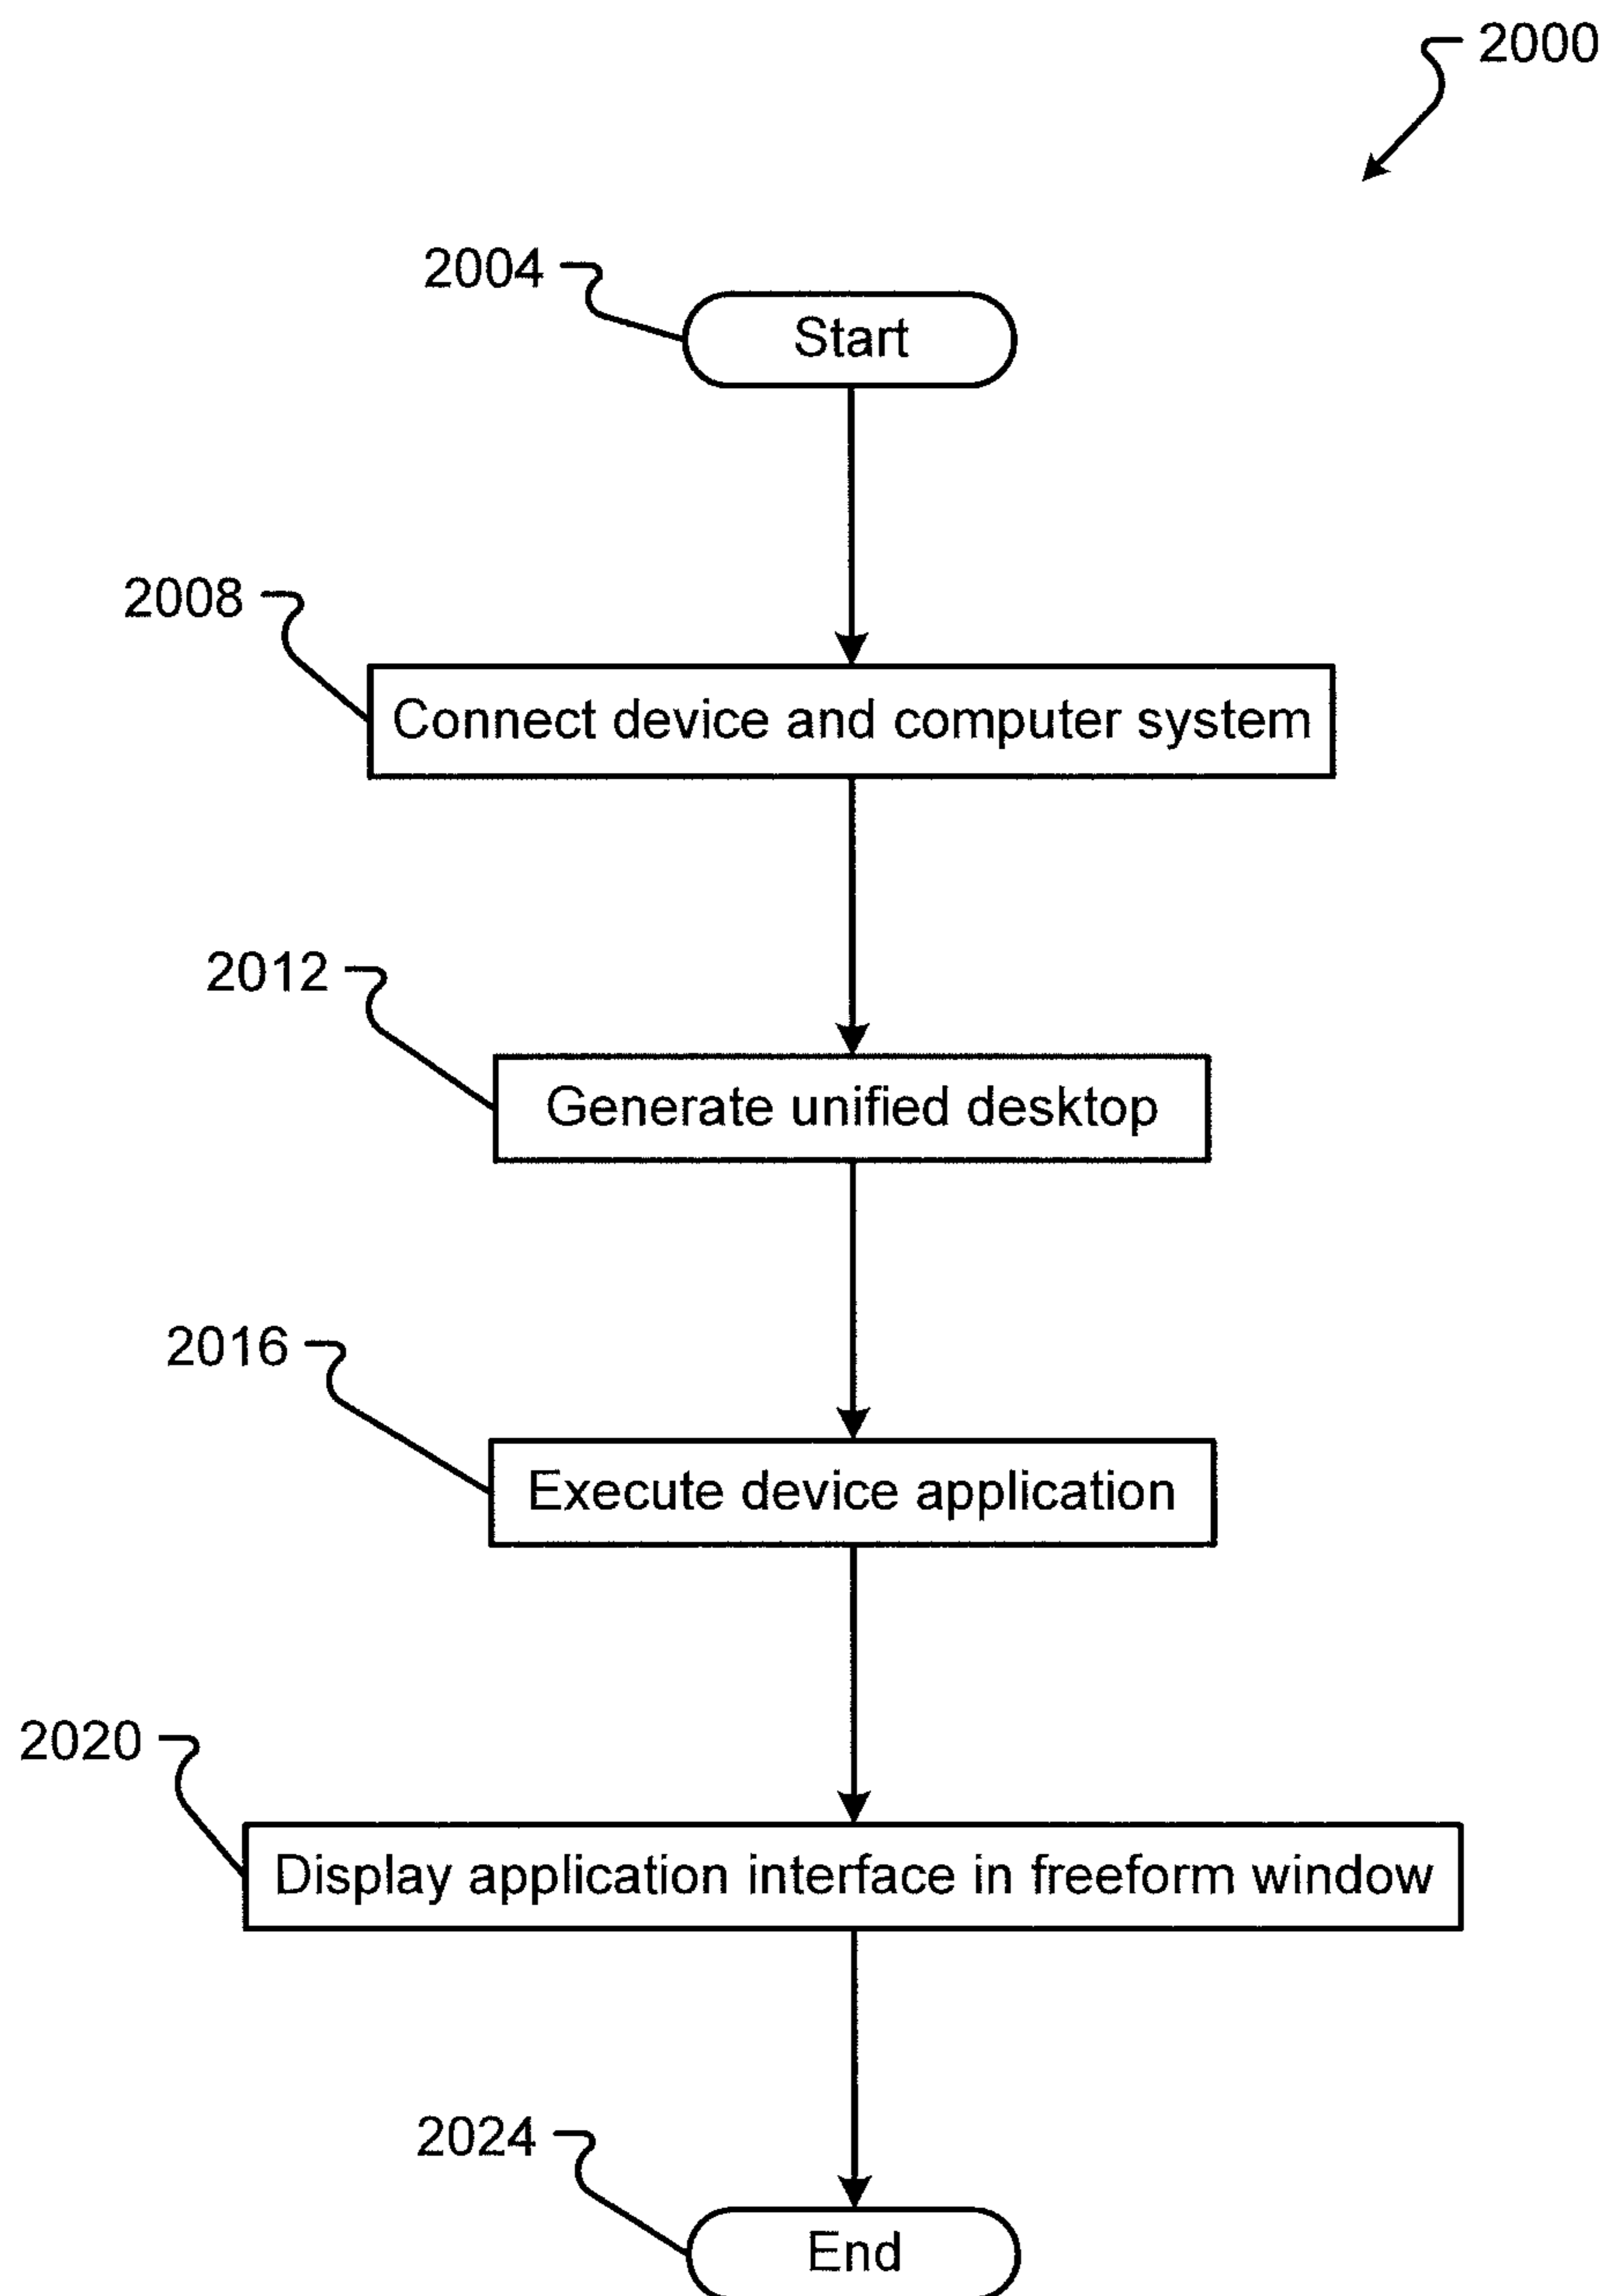 2000
2004
Start
2008
Connect device and computer system
2012
Generate unified desktop
2016
Execute device application
2020
Display application interface in freeform window
2024
End